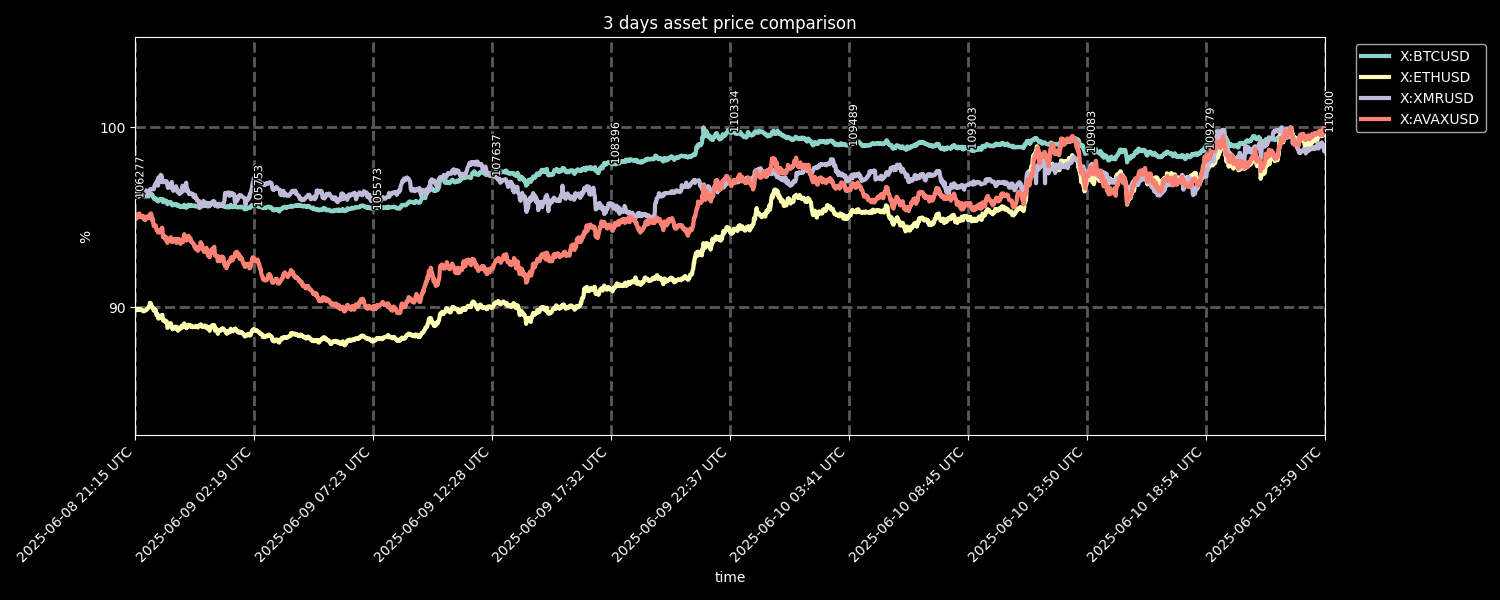 3 days asset price comparison
X:BTCUSD
X:ETHUSD
X:XMRUSD
X:AVAXUSD
100
90
%
106277
105753
105573
107637
108396
110334
109489
109303
109083
109279
110300
2025-06-08 21:15 UTC
2025-06-09 02:19 UTC
2025-06-09 07:23 UTC
2025-06-09 12:28 UTC
2025-06-09 17:32 UTC
2025-06-09 22:37 UTC
2025-06-10 03:41 UTC
2025-06-10 08:45 UTC
2025-06-10 13:50 UTC
2025-06-10 18:54 UTC
2025-06-10 23:59 UTC
time